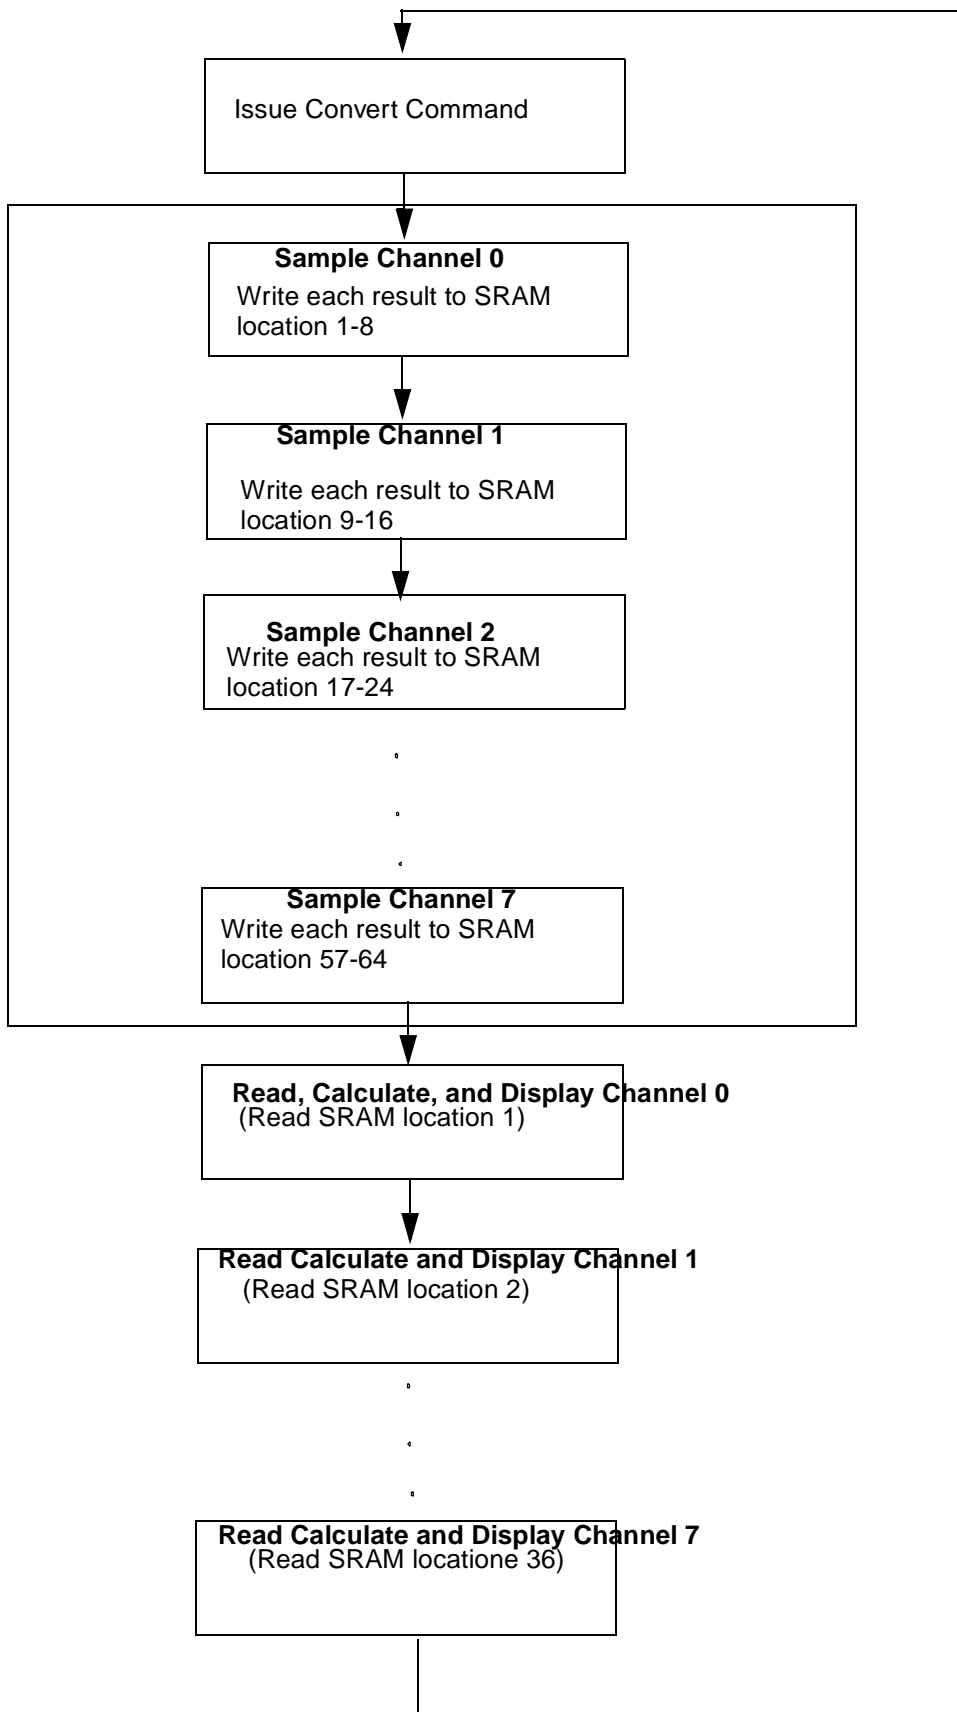 Issue Convert Command
Sample Channel 0
Write each result to SRAM
location 1-8
Sample Channel 1
Write each result to SRAM
location 9-16
Sample Channel 2
Write each result to SRAM
location 17-24
Sample Channel 7
Write each result to SRAM
location 57-64
Read, Calculate, and Display Channel 0
(Read SRAM location 1)
Read Calculate and Display Channel 1
(Read SRAM location 2)
Read Calculate and Display Channel 7
(Read SRAM locatione 36)